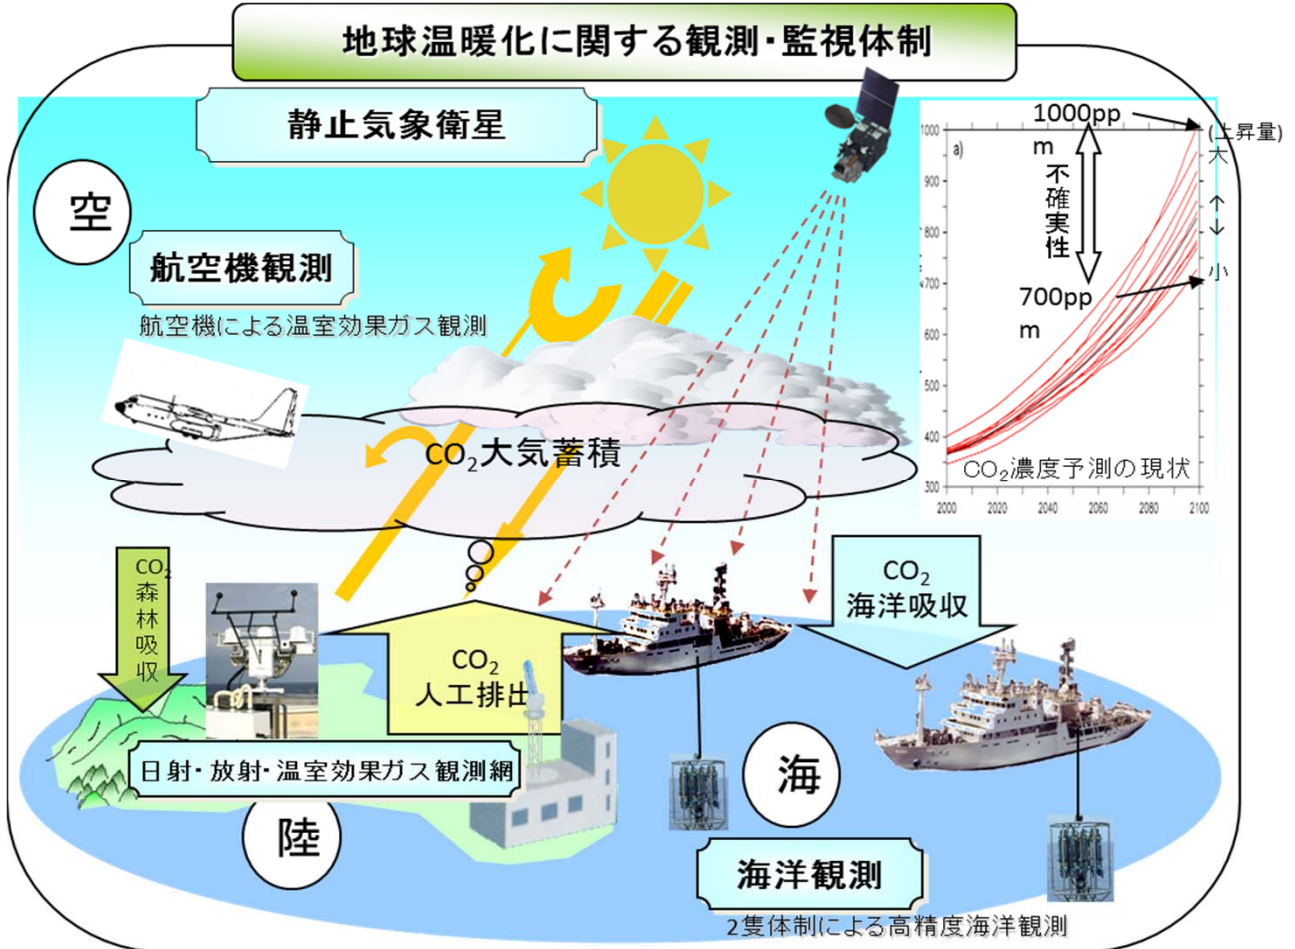 地球温暖化に関する観測・監視体制
静止気象衛星
空
航空機観測
航空機による温室効果ガス観測
1000pp
m
(上昇量)
大
↑
↓
小
不確実性
700pp
m
a)
1000
900
800
700
600
500
400
300
2000 2020 2040 2060 2080 2100
CO₂濃度予測の現状
CO₂大気蓄積
CO₂
森林吸収
CO₂
人工排出
CO₂
海洋吸収
日射・放射・温室効果ガス観測網
陸
海
海洋観測
2隻体制による高精度海洋観測